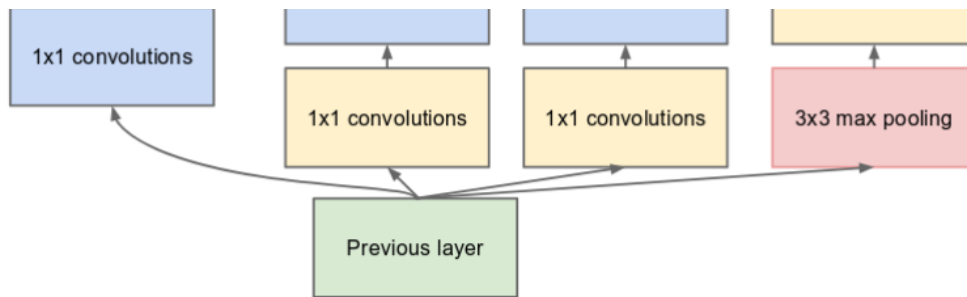 1x1 convolutions
1x1 convolutions
1x1 convolutions
3x3 max pooling
Previous layer